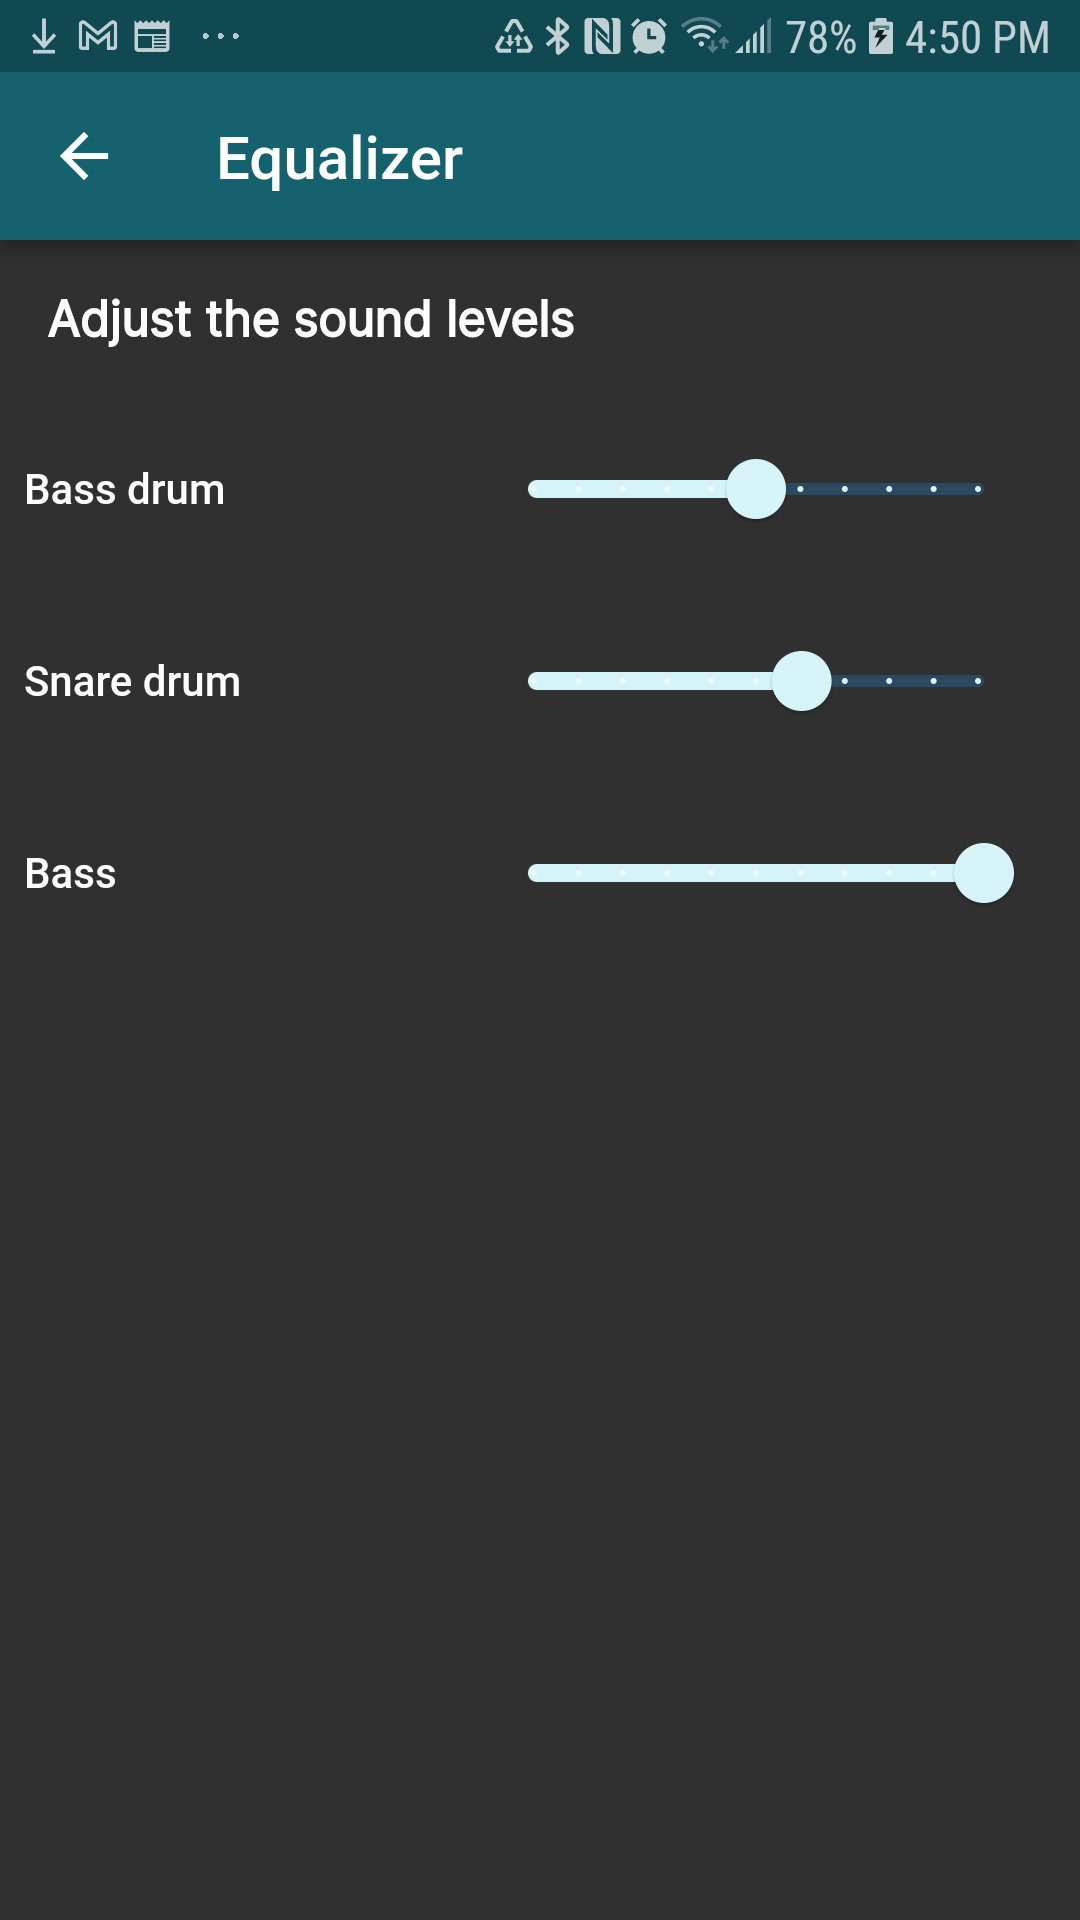 78% 4:50 PM
Equalizer
Adjust the sound levels
Bass drum
Snare drum
Bass